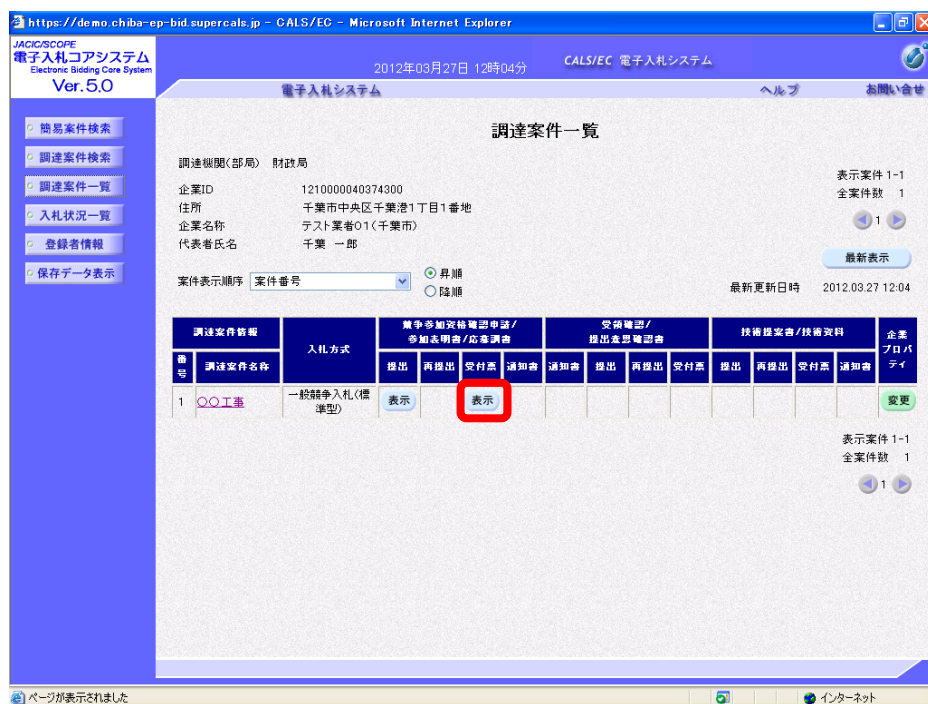 https://demo.chiba-ep-bid.supercals.jp - CALS/EC - Microsoft Internet Explorer
JACIC/SCOPE
電子入札コアシステム
Electronic Bidding Core System
Ver.5.0
2012年03月27日 12時04分
CALS/EC 電子入札システム
電子入札システム
ヘルプ
お問い合せ
簡易案件検索
調達案件検索
調達案件一覧
入札状況一覧
登録者情報
保存データ表示
調達案件一覧
調達機関(部局) 財政局
企業ID 1210000040374300
住所 千葉市中央区千葉港1丁目1番地
企業名称 テスト業者01(千葉市)
代表者氏名 千葉 一郎
表示案件 1-1
全案件数 1
1
案件表示順序 案件番号
昇順
降順
最新表示
最新更新日時 2012.03.27 12:04
調達案件情報
入札方式
競争参加資格確認申請/
参加表明書/応募調書
受領確認/
提出意思確認書
技術提案書/技術資料
企業
プロパ
ティ
番号 調達案件名称 提出 再提出 受付票 通知書 通知書 提出 再提出 受付票 提出 再提出 受付票 通知書
1 ○○工事 一般競争入札(標準型) 表示 表示 変更
表示案件 1-1
全案件数 1
1
ページが表示されました
インターネット